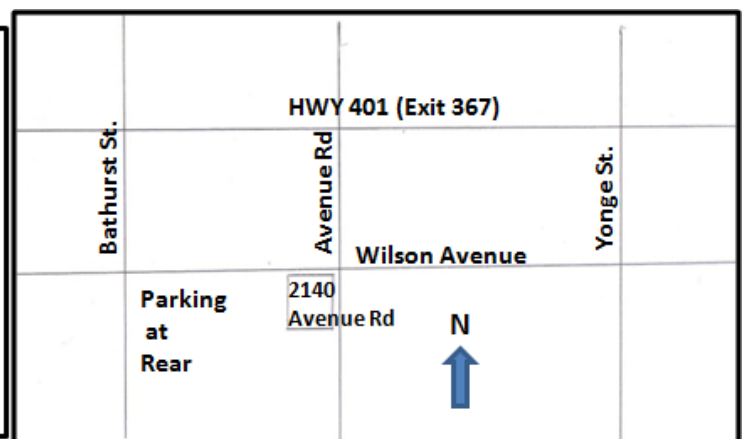 HWY 401 (Exit 367)
Bathurst St.
Avenue Rd
Yonge St.
Wilson Avenue
Parking
at
Rear
2140
Avenue Rd
N